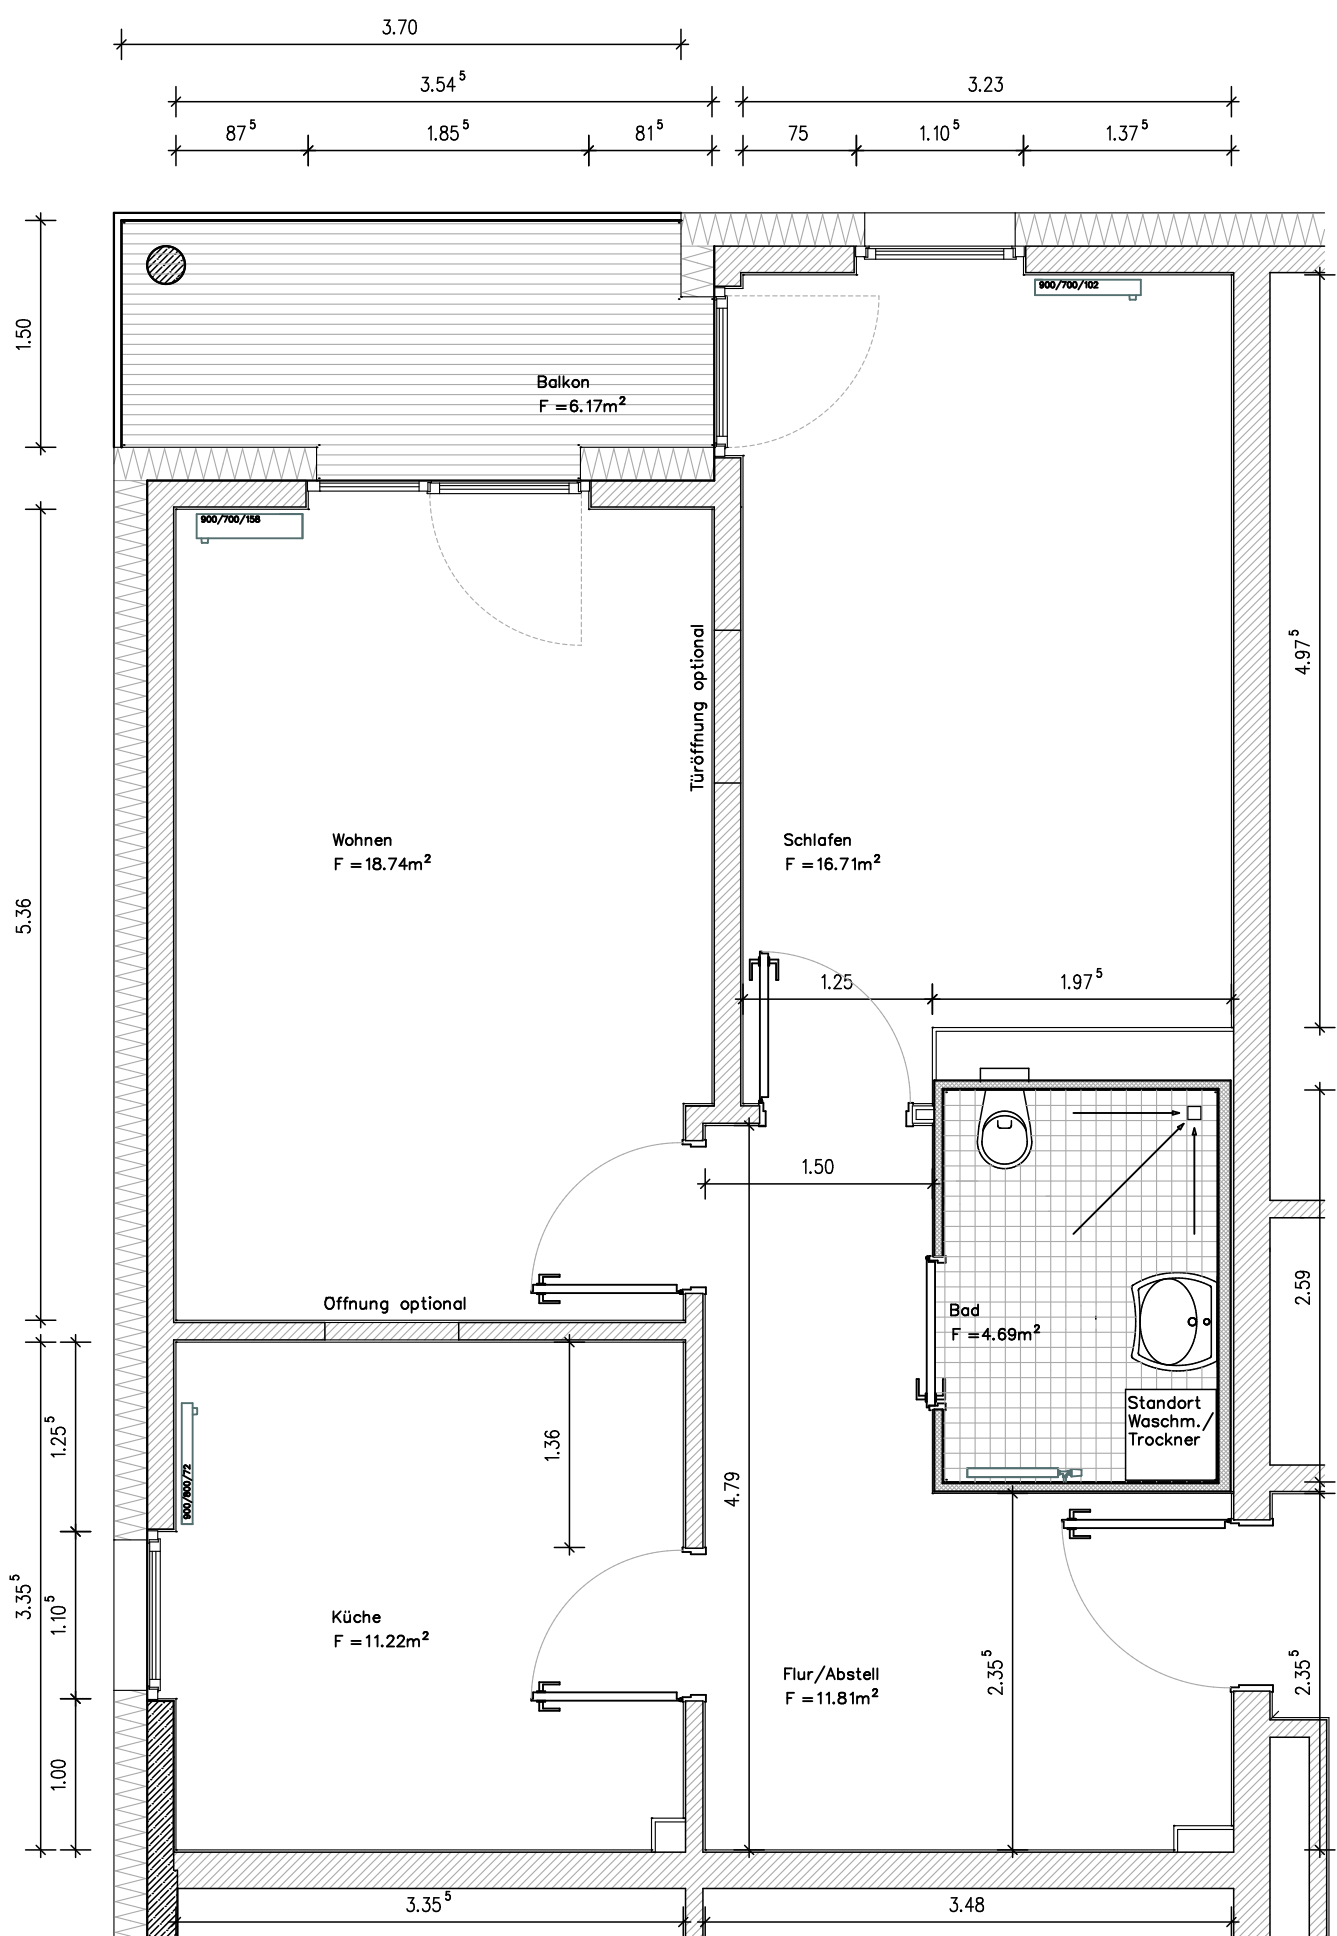 3.70
3.54⁵
3.23
87⁵
1.85⁵
81⁵
75
1.10⁵
1.37⁵
900/700/102
1.50
Balkon
F =6.17m²
900/700/158
Türöffnung optional
4.97⁵
Wohnen
F =18.74m²
Schlafen
F =16.71m²
5.36
1.25
1.97⁵
1.50
2.59
Öffnung optional
Bad
F =4.69m²
Standort
Waschm./
Trockner
1.25⁵
1.36
4.79
900/600/72
3.35⁵
1.10⁵
Küche
F =11.22m²
Flur/Abstell
F =11.81m²
2.35⁵
2.35⁵
1.00
3.35⁵
3.48